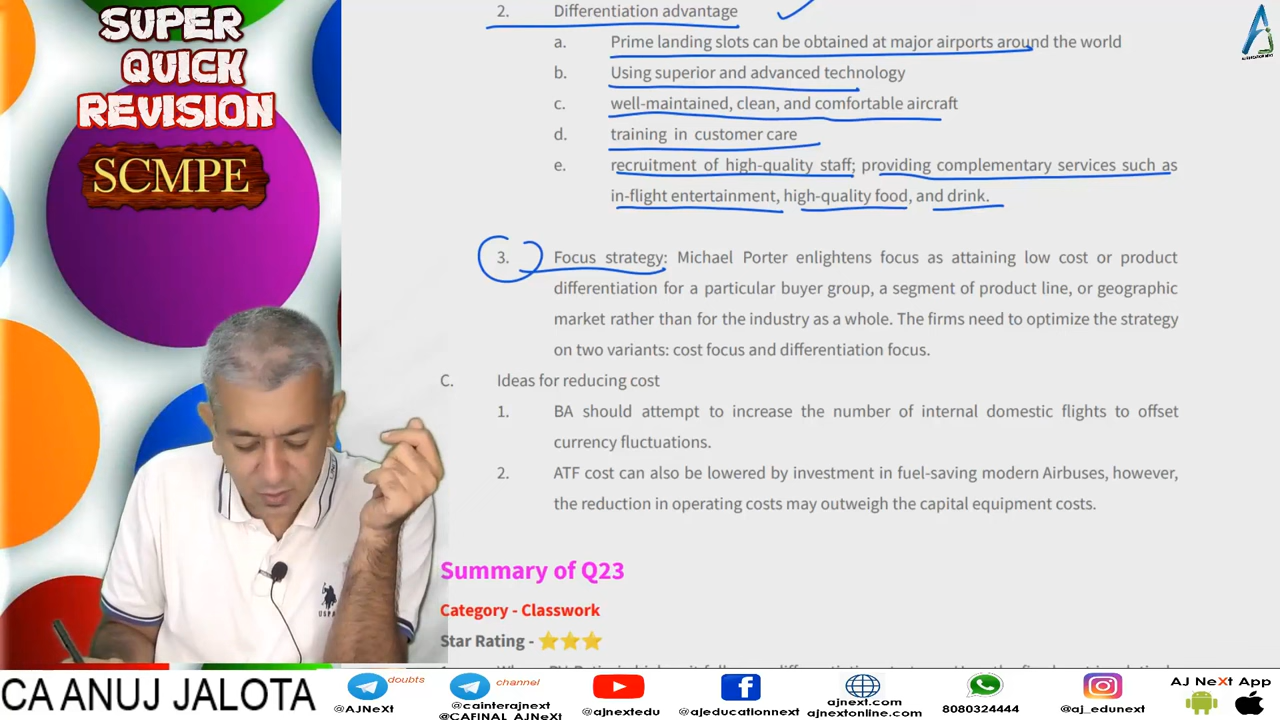 SUPER
QUICK
REVISION
SCMPE
2. Differentiation advantage
a. Prime landing slots can be obtained at major airports around the world
b. Using superior and advanced technology
c. well-maintained, clean, and comfortable aircraft
d. training in customer care
e. recruitment of high-quality staff; providing complementary services such as
in-flight entertainment, high-quality food, and drink.
3. Focus strategy: Michael Porter enlightens focus as attaining low cost or product
differentiation for a particular buyer group, a segment of product line, or geographic
market rather than for the industry as a whole. The firms need to optimize the strategy
on two variants: cost focus and differentiation focus.
C. Ideas for reducing cost
1. BA should attempt to increase the number of internal domestic flights to offset
currency fluctuations.
2. ATF cost can also be lowered by investment in fuel-saving modern Airbuses, however,
the reduction in operating costs may outweigh the capital equipment costs.
Summary of Q23
Category - Classwork
Star Rating - ⭐⭐⭐
CA ANUJ JALOTA
doubts
@AJNeXt
channel
@cainterajnext
@CAFINAL_AJNeXt
@ajnextedu
@ajeducationnext
ajnext.com
ajnextonline.com
8080324444
@aj_edunext
AJ NeXt App